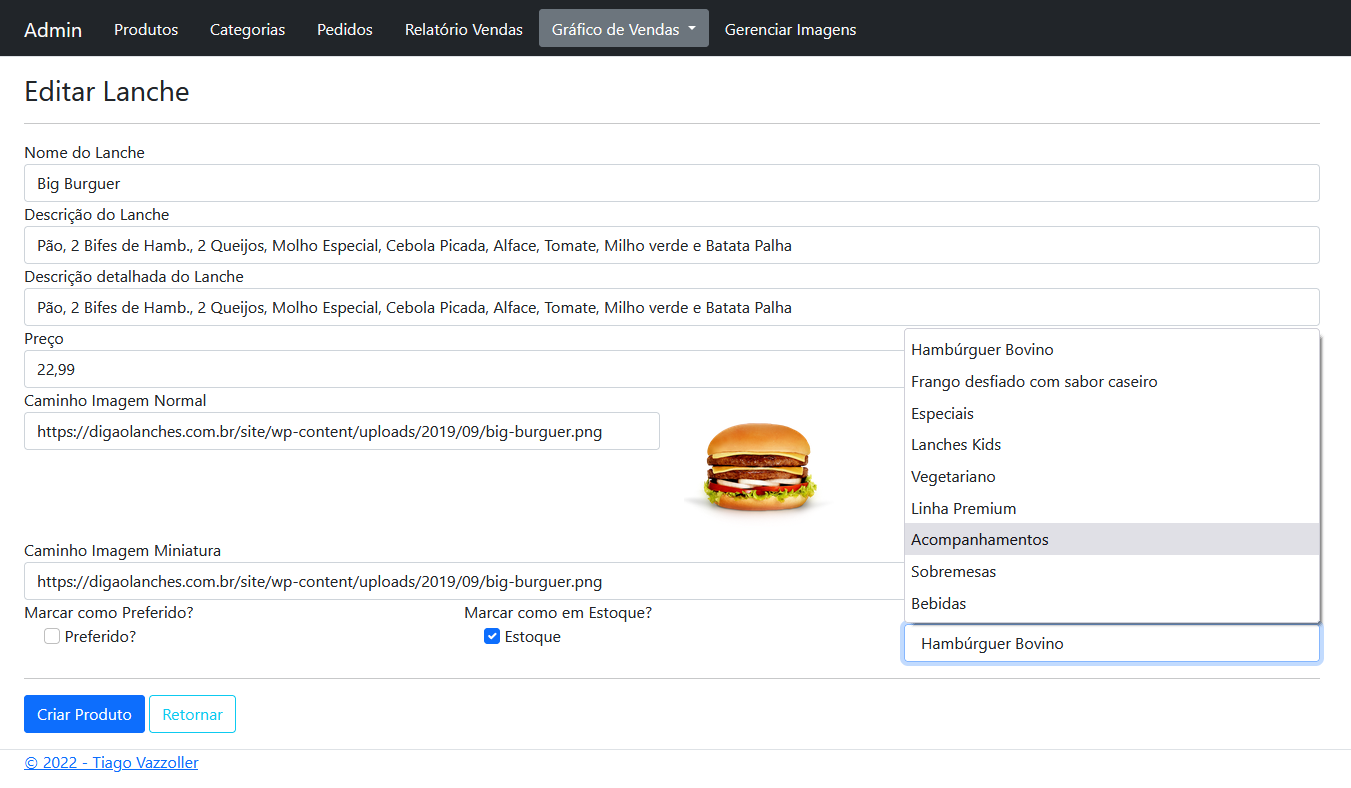 Admin Produtos Categorias Pedidos Relatório Vendas Gráfico de Vendas Gerenciar Imagens
Editar Lanche
Nome do Lanche
Big Burguer
Descrição do Lanche
Pão, 2 Bifes de Hamb., 2 Queijos, Molho Especial, Cebola Picada, Alface, Tomate, Milho verde e Batata Palha
Descrição detalhada do Lanche
Pão, 2 Bifes de Hamb., 2 Queijos, Molho Especial, Cebola Picada, Alface, Tomate, Milho verde e Batata Palha
Preço
22,99
Caminho Imagem Normal
https://digaolanches.com.br/site/wp-content/uploads/2019/09/big-burguer.png
Caminho Imagem Miniatura
https://digaolanches.com.br/site/wp-content/uploads/2019/09/big-burguer.png
Marcar como Preferido?
Preferido?
Marcar como em Estoque?
Estoque
Hambúrguer Bovino
Frango desfiado com sabor caseiro
Especiais
Lanches Kids
Vegetariano
Linha Premium
Acompanhamentos
Sobremesas
Bebidas
Hambúrguer Bovino
Criar Produto Retornar
© 2022 - Tiago Vazzoller